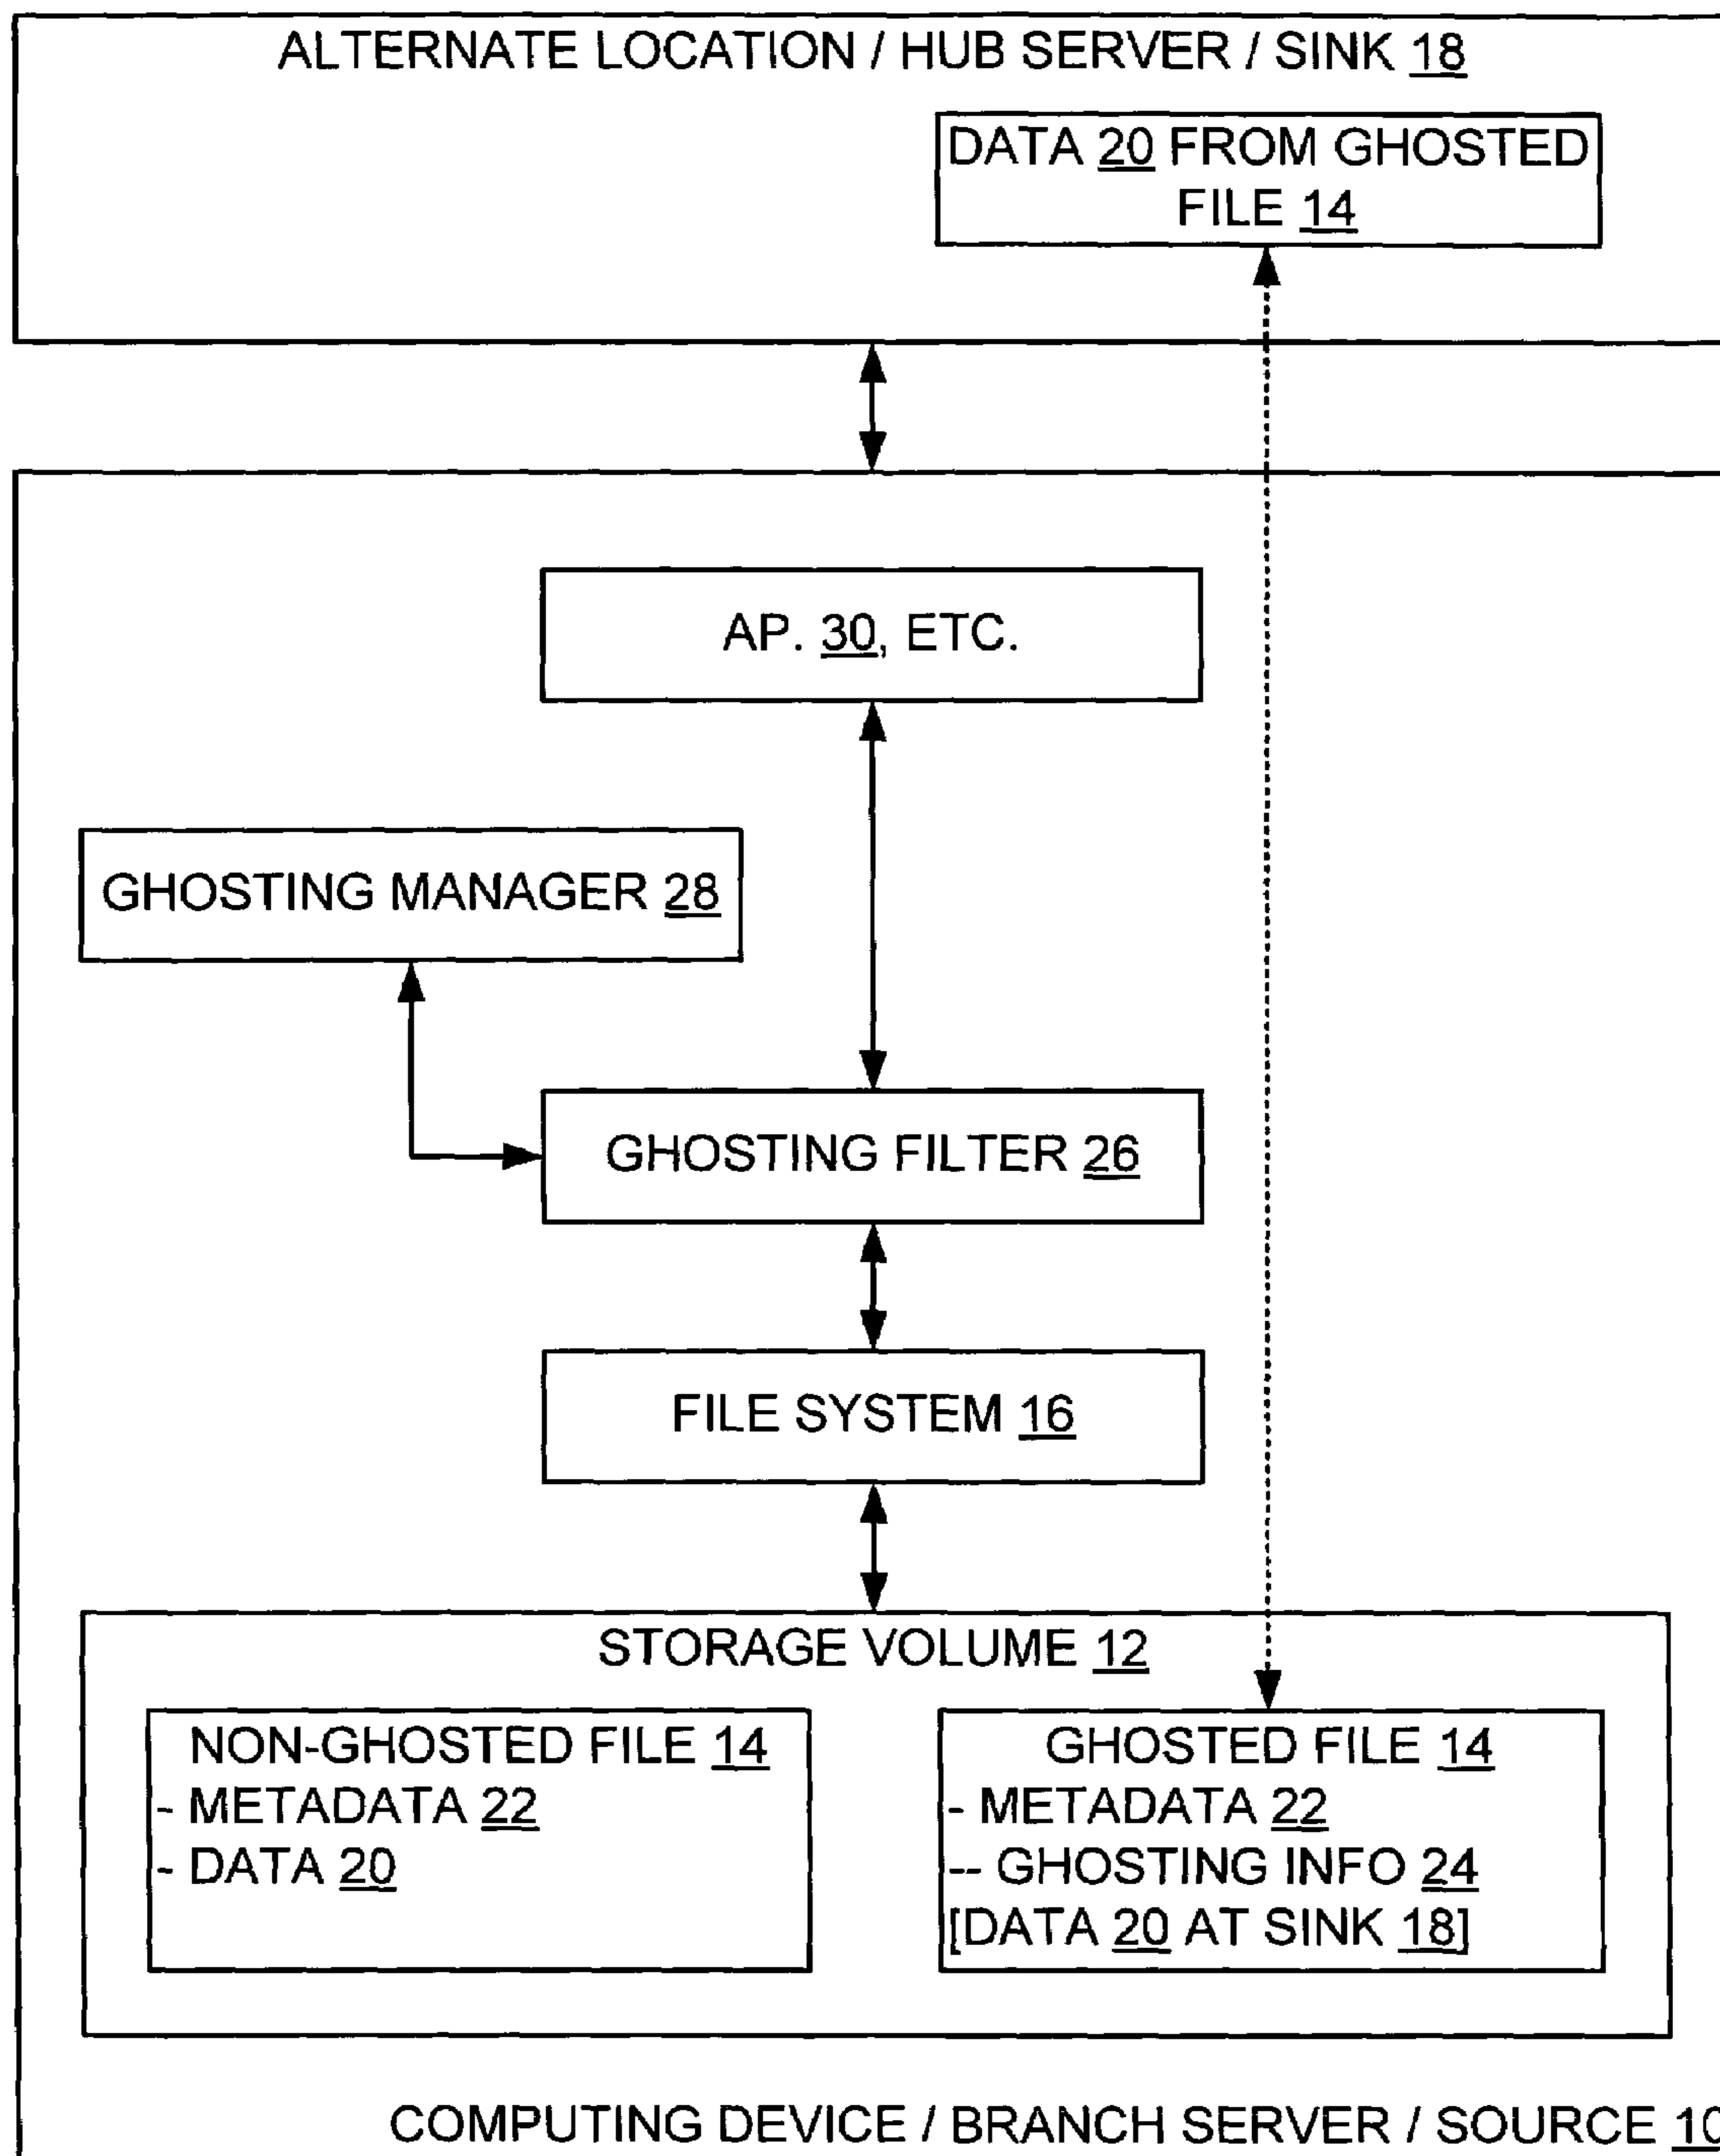 ALTERNATE LOCATION / HUB SERVER / SINK 18
DATA 20 FROM GHOSTED
FILE 14
AP. 30, ETC.
GHOSTING MANAGER 28
GHOSTING FILTER 26
FILE SYSTEM 16
STORAGE VOLUME 12
NON-GHOSTED FILE 14
- METADATA 22
- DATA 20
GHOSTED FILE 14
- METADATA 22
-- GHOSTING INFO 24
[DATA 20 AT SINK 18]
COMPUTING DEVICE / BRANCH SERVER / SOURCE 10